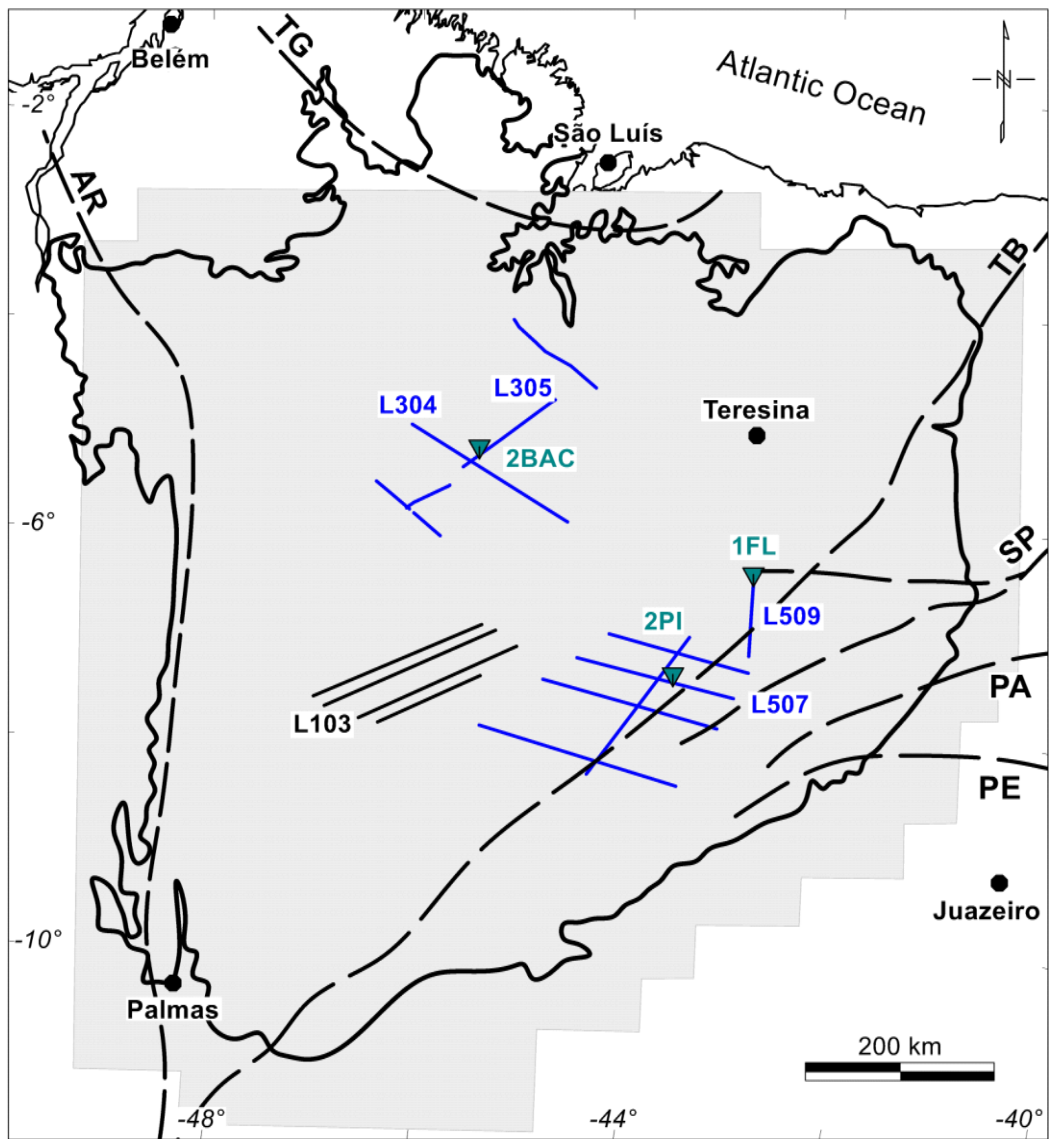 Belém
TG
Atlantic Ocean
N
-2°
São Luís
AR
TB
L305
L304
Teresina
2BAC
-6°
SP
1FL
L509
2PI
PA
L507
L103
PE
Juazeiro
-10°
Palmas
200 km
-48°
-44°
-40°